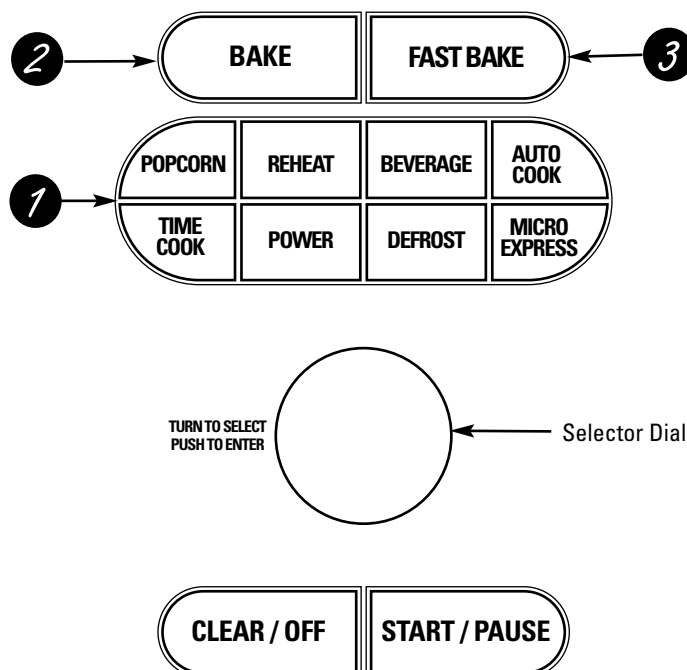 2
BAKE
FAST BAKE
3
1
POPCORN
REHEAT
BEVERAGE
AUTO
COOK
TIME
COOK
POWER
DEFROST
MICRO
EXPRESS
TURN TO SELECT
PUSH TO ENTER
Selector Dial
CLEAR / OFF
START / PAUSE